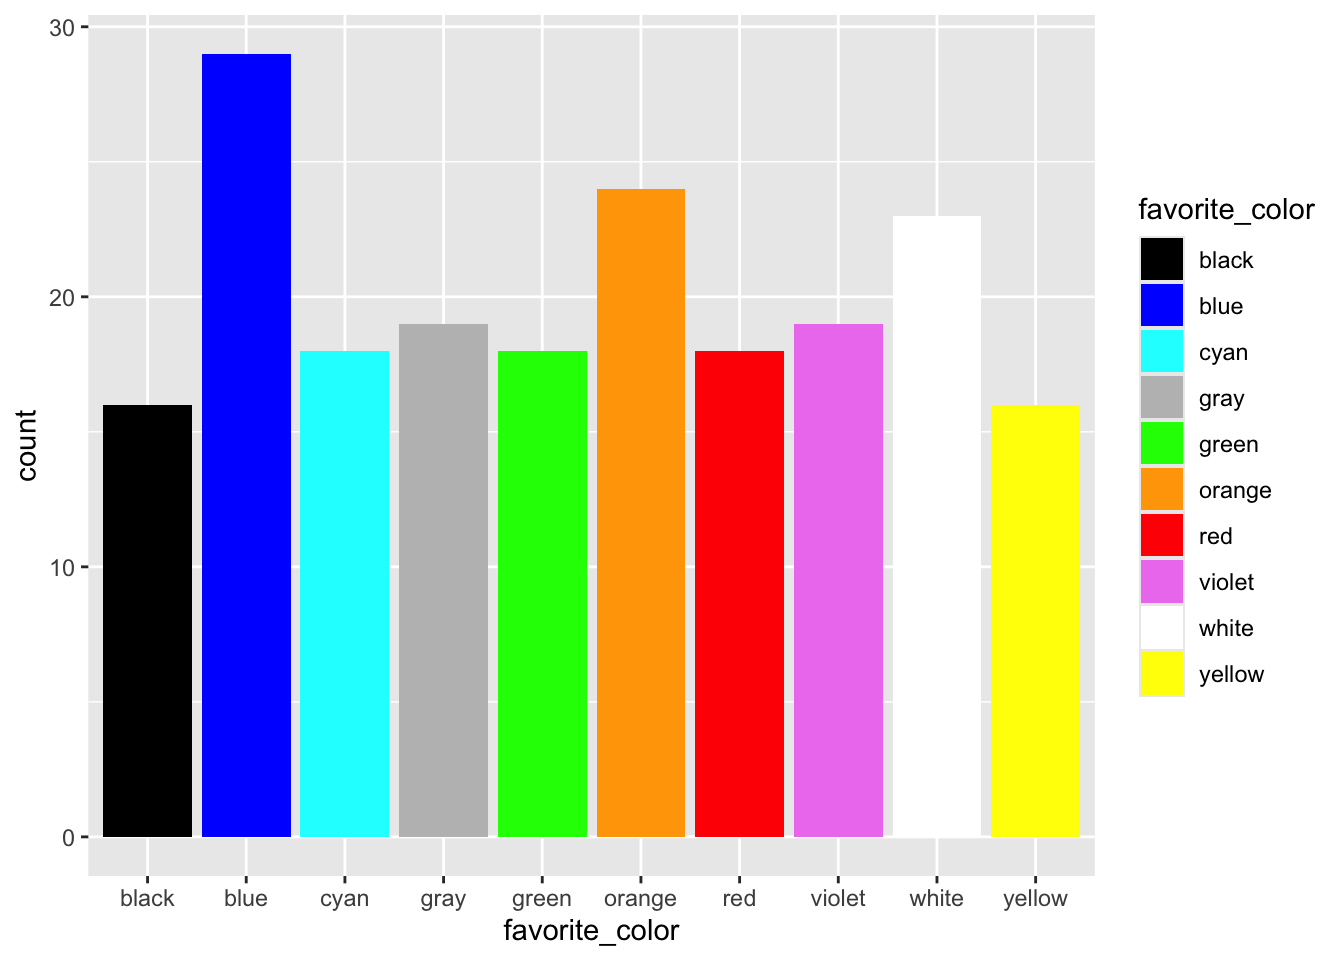 30
20
10
0
count
black blue cyan gray green orange red violet white yellow
favorite_color
favorite_color
black
blue
cyan
gray
green
orange
red
violet
white
yellow